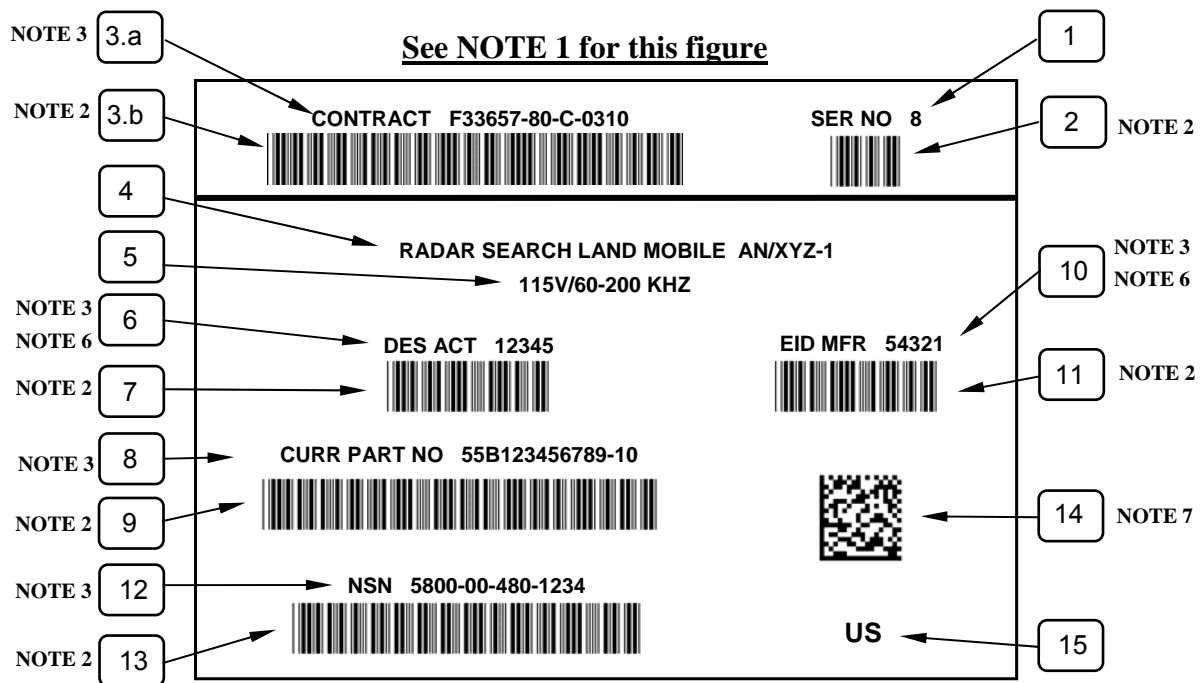 See NOTE 1 for this figure
NOTE 3 3.a
1
CONTRACT F33657-80-C-0310
SER NO 8
NOTE 2 3.b
2 NOTE 2
4
RADAR SEARCH LAND MOBILE AN/XYZ-1
5
115V/60-200 KHZ
10 NOTE 3
NOTE 6
NOTE 3
NOTE 6 6
DES ACT 12345
EID MFR 54321
NOTE 2 7
11 NOTE 2
NOTE 3 8
CURR PART NO 55B123456789-10
NOTE 2 9
14 NOTE 7
NOTE 3 12
NSN 5800-00-480-1234
NOTE 2 13
US
15